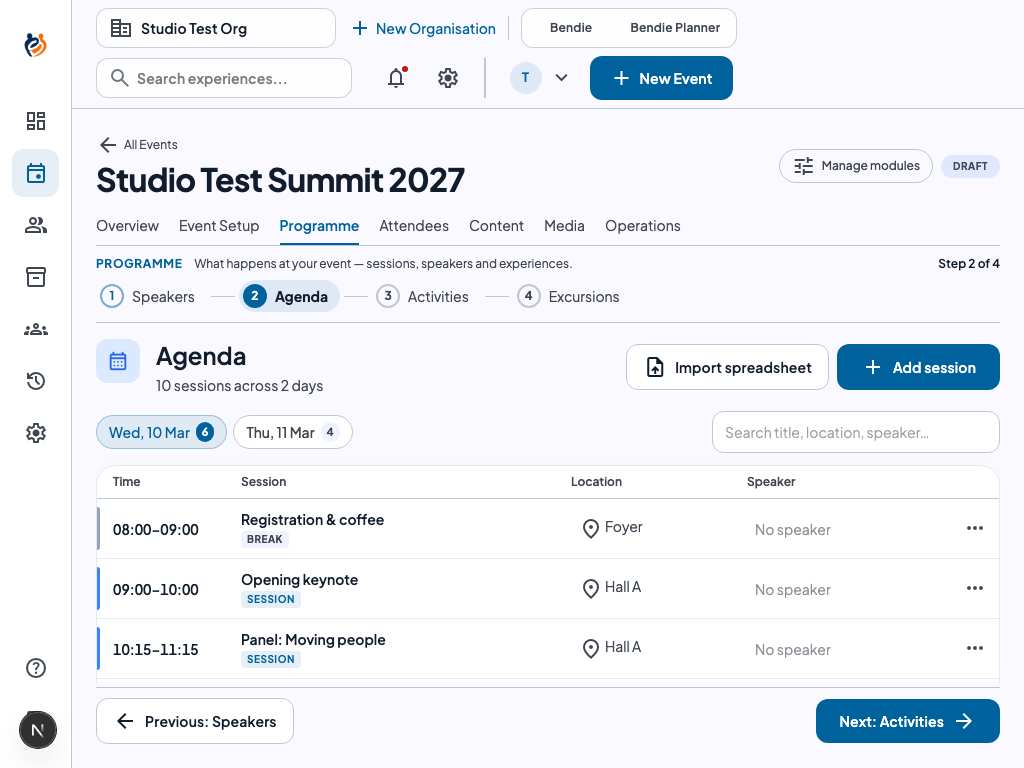 Studio Test Org
New Organisation
Bendie
Bendie Planner
Search experiences...
T
New Event
All Events
Studio Test Summit 2027
Manage modules
DRAFT
Overview
Event Setup
Programme
Attendees
Content
Media
Operations
PROGRAMME
What happens at your event — sessions, speakers and experiences.
Step 2 of 4
1 Speakers
2 Agenda
3 Activities
4 Excursions
Agenda
10 sessions across 2 days
Import spreadsheet
Add session
Wed, 10 Mar 6
Thu, 11 Mar 4
Search title, location, speaker...
Time Session Location Speaker
08:00–09:00
Registration & coffee
BREAK
Foyer
No speaker
09:00–10:00
Opening keynote
SESSION
Hall A
No speaker
10:15–11:15
Panel: Moving people
SESSION
Hall A
No speaker
N
Previous: Speakers
Next: Activities